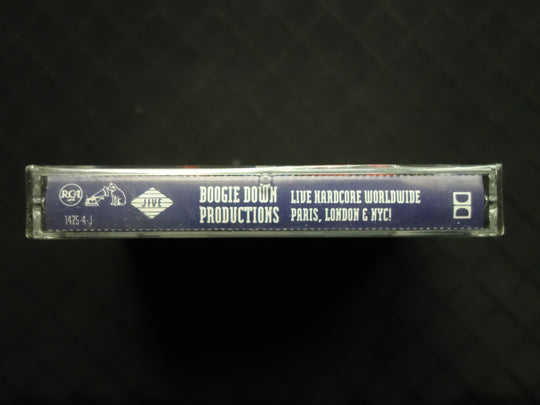 RCA
1425-4-J
JIVE
BOOGIE DOWN
PRODUCTIONS
LIVE HARDCORE WORLDWIDE
PARIS, LONDON & NYC!